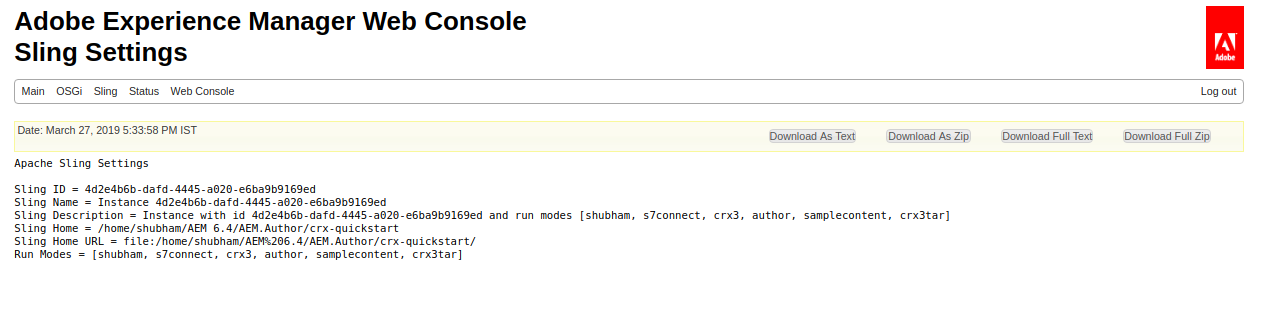 Adobe Experience Manager Web Console
Sling Settings
Adobe
Main OSGi Sling Status Web Console Log out
Date: March 27, 2019 5:33:58 PM IST Download As Text Download As Zip Download Full Text Download Full Zip
Apache Sling Settings
Sling ID = 4d2e4b6b-dafd-4445-a020-e6ba9b9169ed
Sling Name = Instance 4d2e4b6b-dafd-4445-a020-e6ba9b9169ed
Sling Description = Instance with id 4d2e4b6b-dafd-4445-a020-e6ba9b9169ed and run modes [shubham, s7connect, crx3, author, samplecontent, crx3tar]
Sling Home = /home/shubham/AEM 6.4/AEM.Author/crx-quickstart
Sling Home URL = file:/home/shubham/AEM%206.4/AEM.Author/crx-quickstart/
Run Modes = [shubham, s7connect, crx3, author, samplecontent, crx3tar]